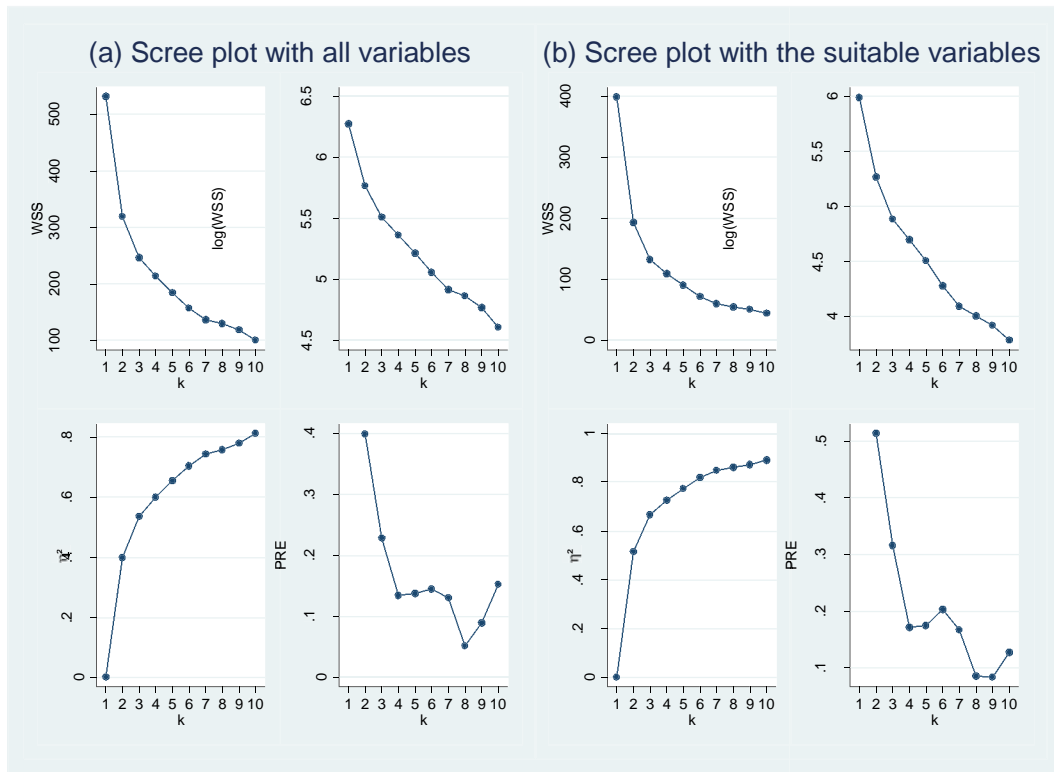 (a) Scree plot with all variables
WSS
500
400
300
200
100
1 2 3 4 5 6 7 8 9 10
k
log(WSS)
6.5
6
5.5
5
4.5
1 2 3 4 5 6 7 8 9 10
k
η²
.8
.6
.4
.2
0
1 2 3 4 5 6 7 8 9 10
k
PRE
.4
.3
.2
.1
0
1 2 3 4 5 6 7 8 9 10
k
(b) Scree plot with the suitable variables
WSS
400
300
200
100
0
1 2 3 4 5 6 7 8 9 10
k
log(WSS)
6
5.5
5
4.5
4
1 2 3 4 5 6 7 8 9 10
k
η²
1
.8
.6
.4
.2
0
1 2 3 4 5 6 7 8 9 10
k
PRE
.5
.4
.3
.2
.1
1 2 3 4 5 6 7 8 9 10
k